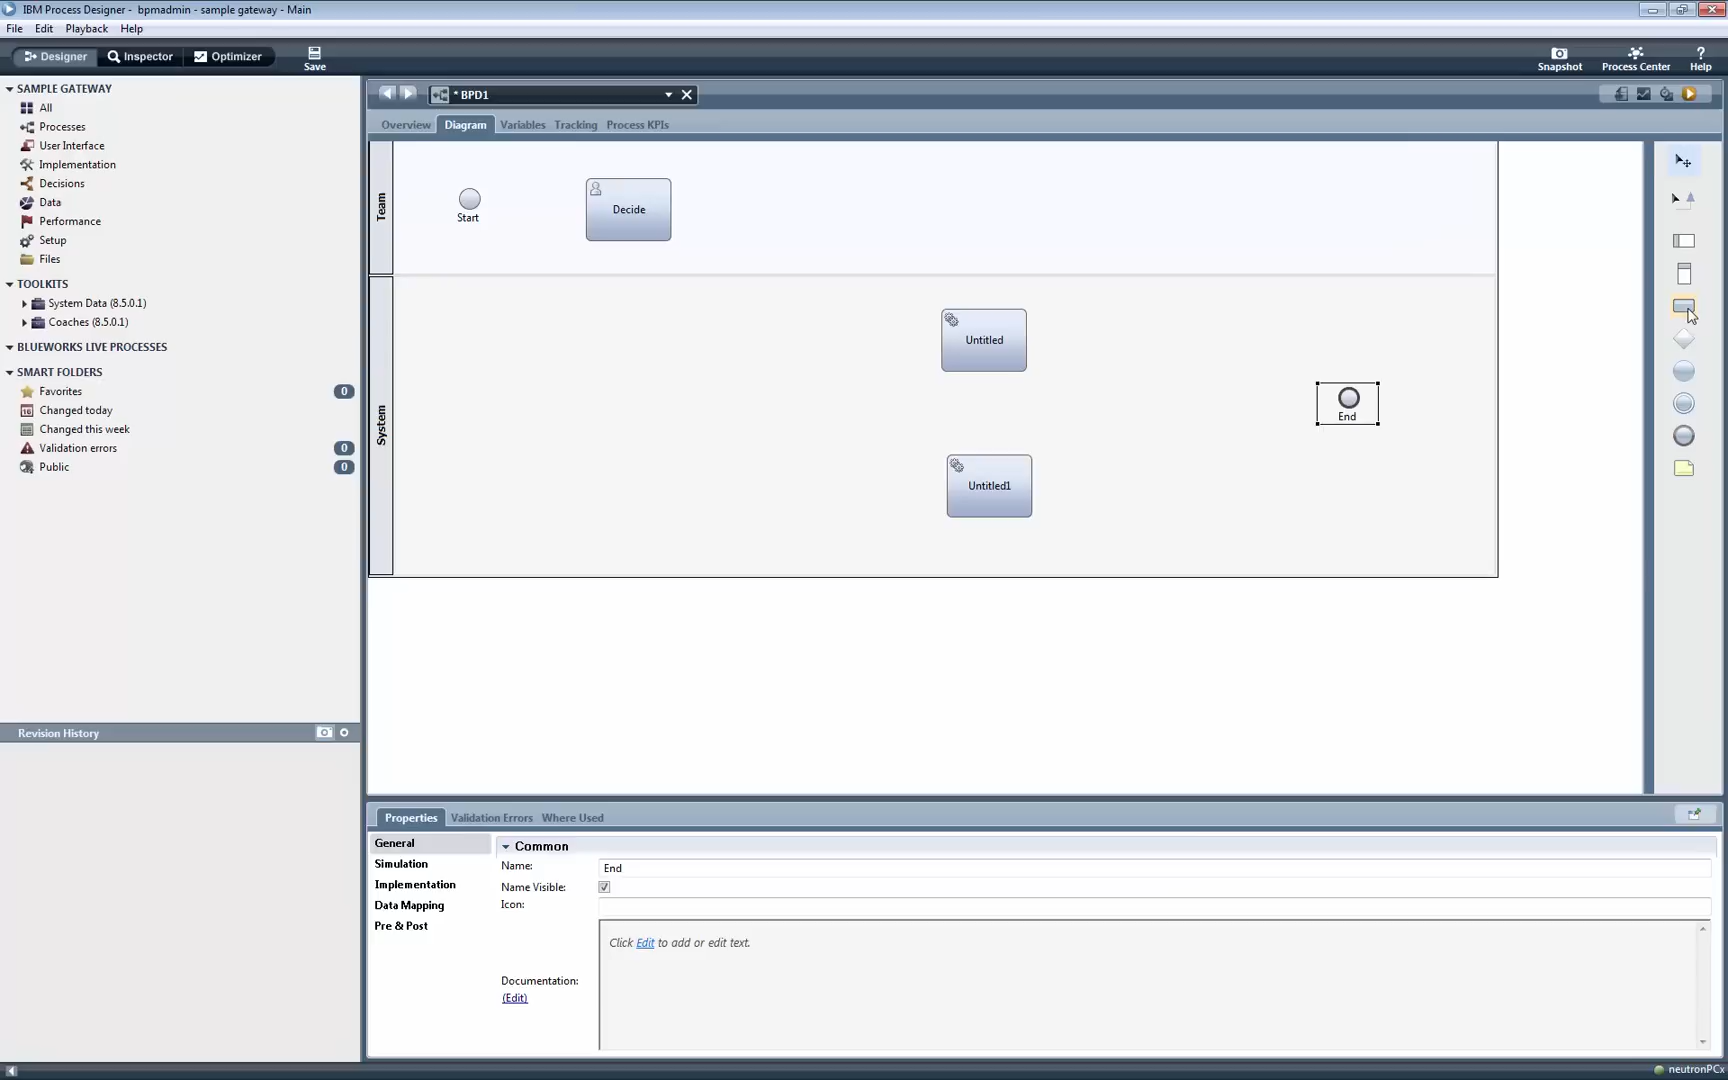 IBM Process Designer - bpmadmin - sample gateway - Main
File Edit Playback Help
Designer Inspector Optimizer Save Snapshot Process Center Help
SAMPLE GATEWAY
All
Processes
User Interface
Implementation
Decisions
Data
Performance
Setup
Files
TOOLKITS
System Data (8.5.0.1)
Coaches (8.5.0.1)
BLUEWORKS LIVE PROCESSES
SMART FOLDERS
Favorites 0
Changed today
Changed this week
Validation errors 0
Public 0
Revision History
* BPD1
Overview Diagram Variables Tracking Process KPIs
Team
Start
Decide
System
Untitled
End
Untitled1
Properties Validation Errors Where Used
General
Simulation
Implementation
Data Mapping
Pre & Post
Common
Name: End
Name Visible:
Icon:
Click Edit to add or edit text.
Documentation:
(Edit)
neutronPCx